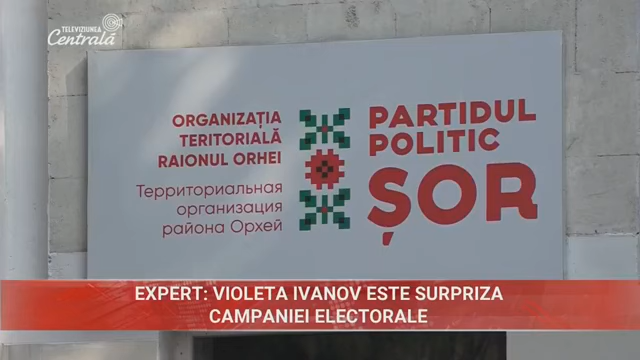 TELEVIZIUNEA
Centrală
ORGANIZAȚIA
TERITORIALĂ
RAIONUL ORHEI
Территориальная
организация
района Орхей
PARTIDUL
POLITIC
ȘOR
EXPERT: VIOLETA IVANOV ESTE SURPRIZA
CAMPANIEI ELECTORALE